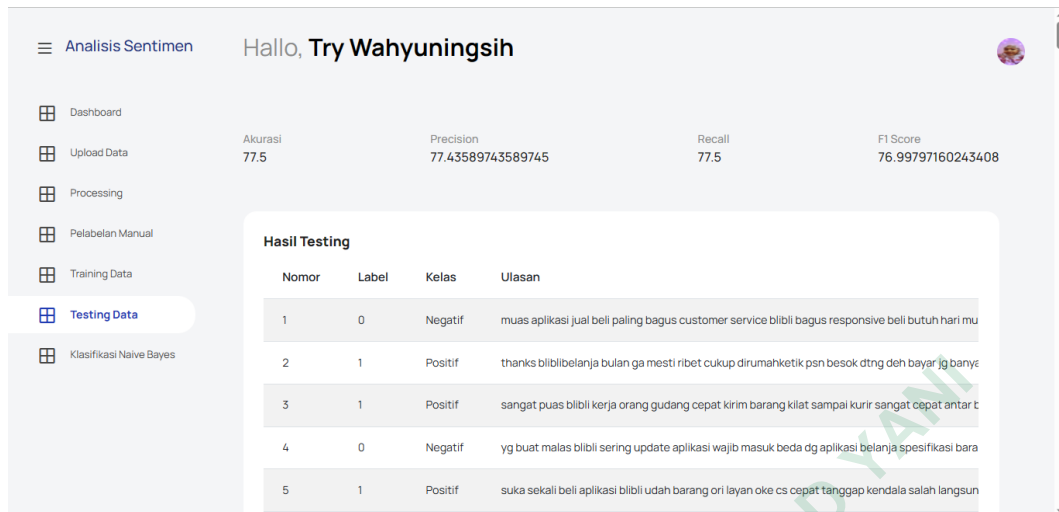 Analisis Sentimen
Hallo, Try Wahyuningsih
Dashboard
Upload Data
Processing
Pelabelan Manual
Training Data
Testing Data
Klasifikasi Naive Bayes
Akurasi Precision Recall F1 Score
77.5 77.43589743589745 77.5 76.99797160243408
Hasil Testing
Nomor Label Kelas Ulasan
1 0 Negatif muas aplikasi jual beli paling bagus customer service blibli bagus responsive beli butuh hari mu
2 1 Positif thanks bliblibelanja bulan ga mesti ribet cukup dirumahketik psn besok dtng deh bayar jg banya
3 1 Positif sangat puas blibli kerja orang gudang cepat kirim barang kilat sampai kurir sangat cepat antar b
4 0 Negatif yg buat malas blibli sering update aplikasi wajib masuk beda dg aplikasi belanja spesifikasi bara
5 1 Positif suka sekali beli aplikasi blibli udah barang ori layan oke cs cepat tanggap kendala salah langsun
D YANI